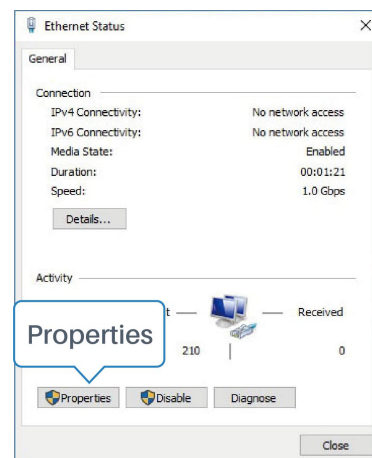 Ethernet Status
General
Connection
IPv4 Connectivity: No network access
IPv6 Connectivity: No network access
Media State: Enabled
Duration: 00:01:21
Speed: 1.0 Gbps
Details...
Activity
Received
Properties
210 0
Properties Disable Diagnose
Close